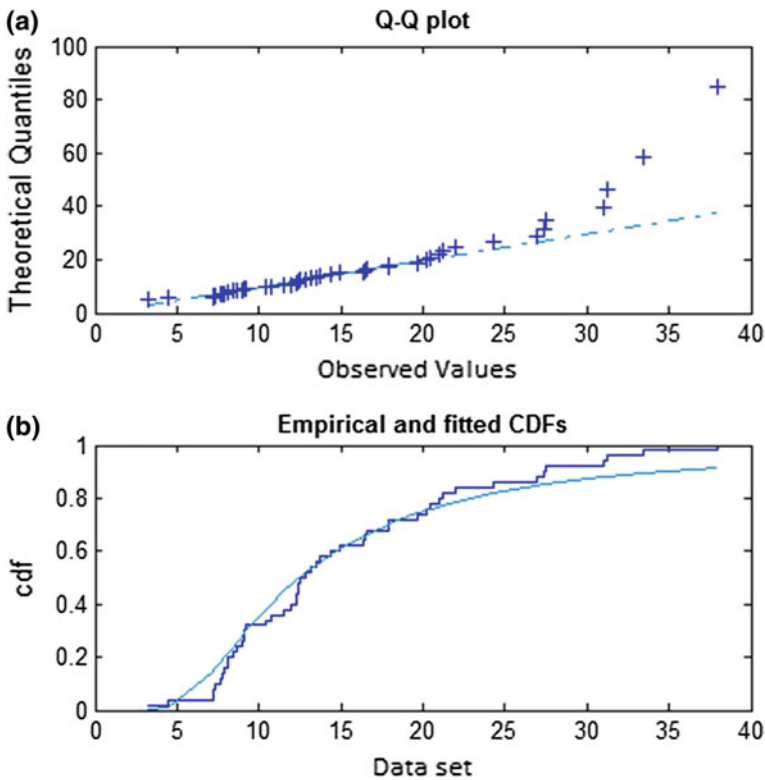 (a)
Q-Q plot
Theoretical Quantiles
100
80
60
40
20
0
0 5 10 15 20 25 30 35 40
Observed Values
(b)
Empirical and fitted CDFs
cdf
1
0.8
0.6
0.4
0.2
0
0 5 10 15 20 25 30 35 40
Data set